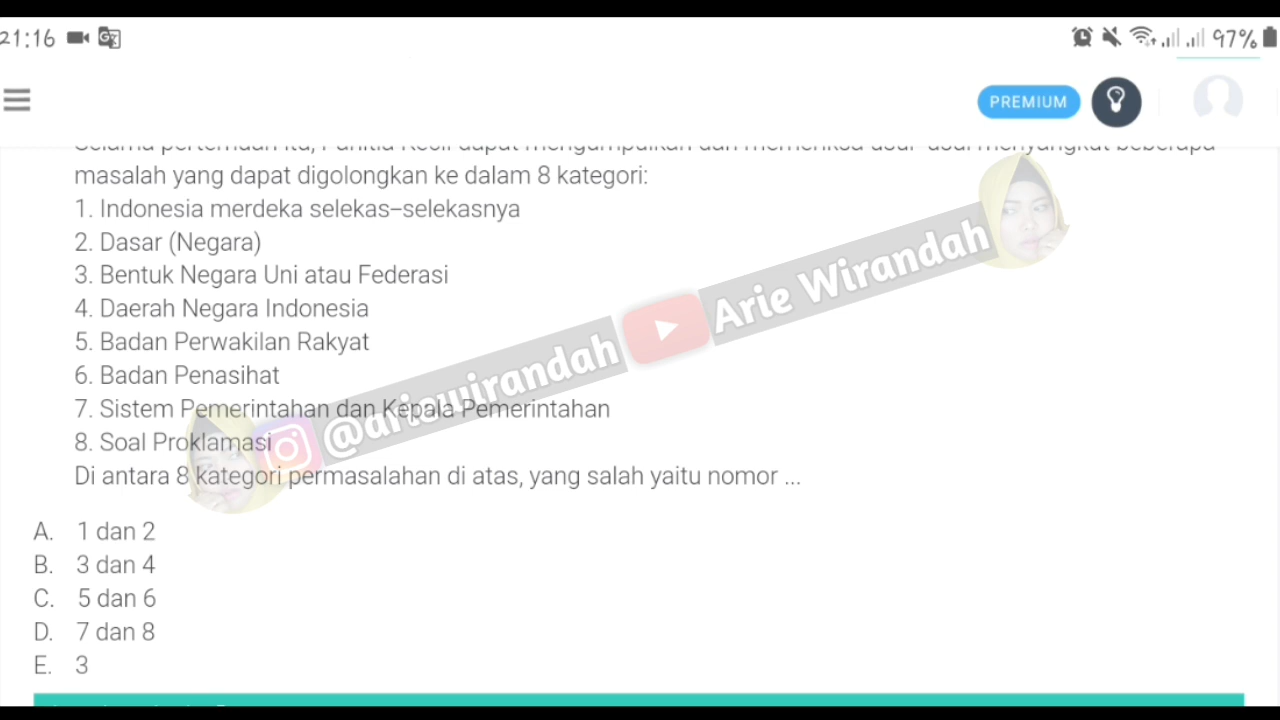 21:16
97%
PREMIUM
masalah yang dapat digolongkan ke dalam 8 kategori:
1. Indonesia merdeka selekas–selekasnya
2. Dasar (Negara)
3. Bentuk Negara Uni atau Federasi
4. Daerah Negara Indonesia
5. Badan Perwakilan Rakyat
6. Badan Penasihat
7. Sistem Pemerintahan dan Kepala Pemerintahan
8. Soal Proklamasi
Di antara 8 kategori permasalahan di atas, yang salah yaitu nomor ...
@ariewirandah
Arie Wirandah
A. 1 dan 2
B. 3 dan 4
C. 5 dan 6
D. 7 dan 8
E. 3